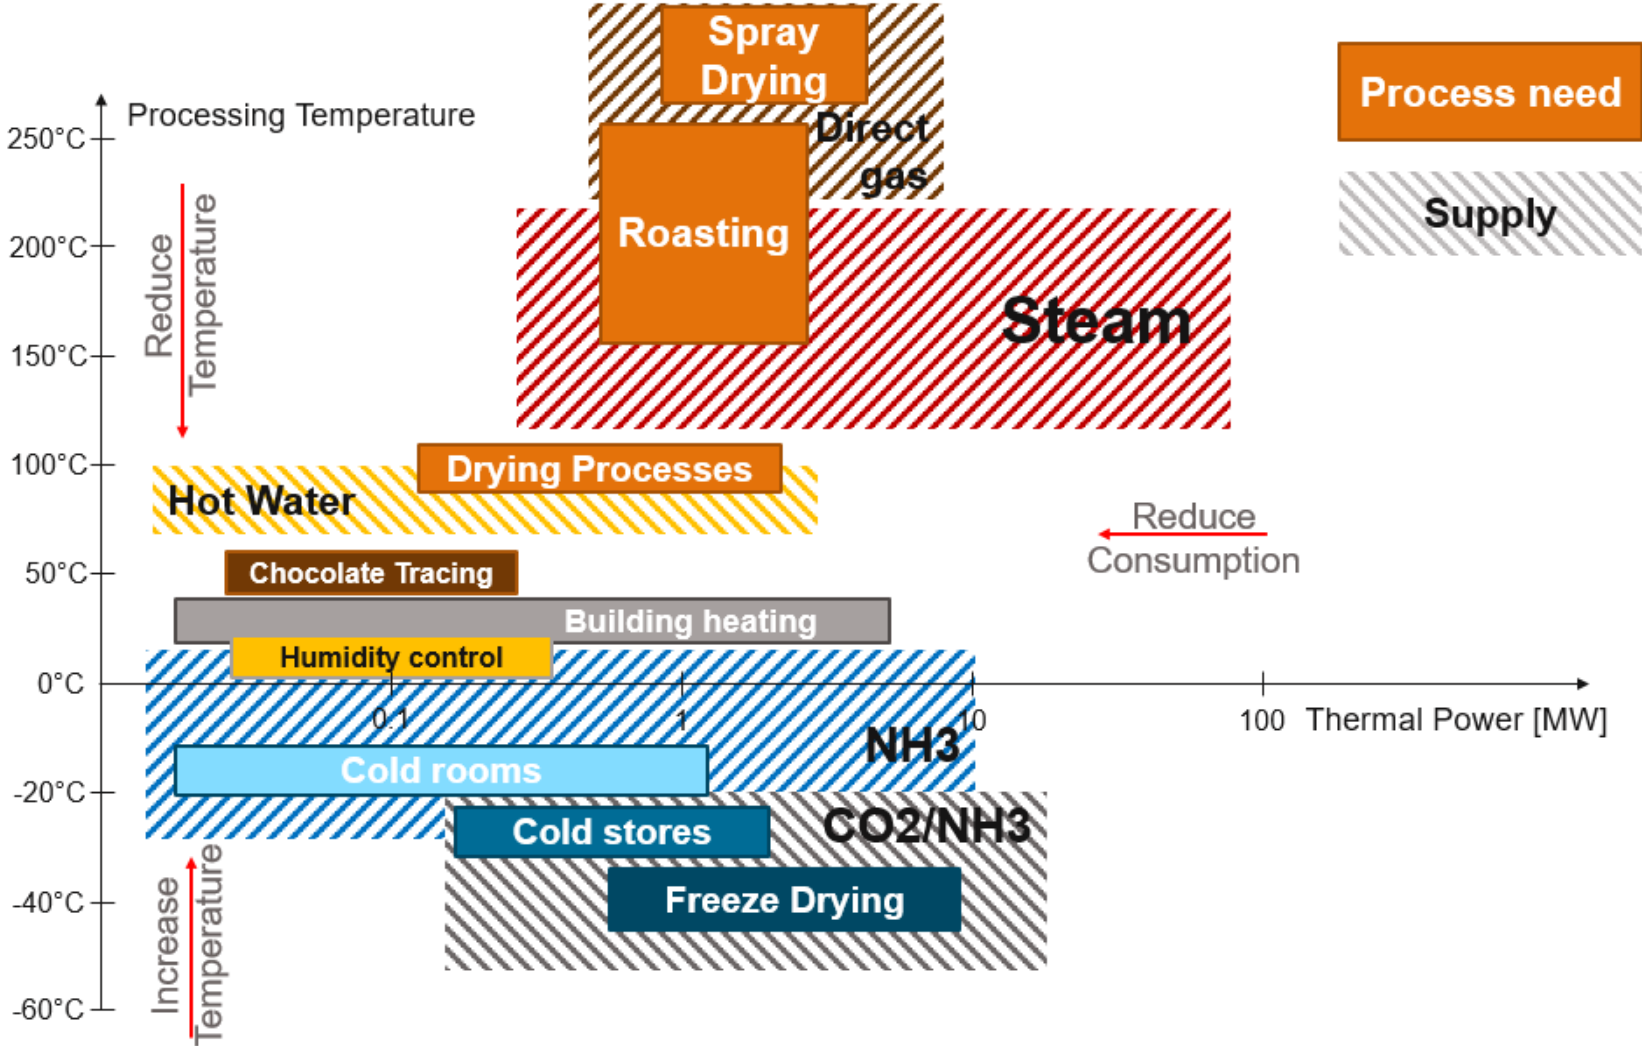 Spray
Drying
Process need
Processing Temperature
Direct
gas
250°C
Supply
Reduce
Temperature
200°C
Roasting
Steam
150°C
100°C
Drying Processes
Hot Water
Reduce
Consumption
50°C
Chocolate Tracing
Building heating
Humidity control
0°C
0.1
1
10
100
Thermal Power [MW]
NH3
Cold rooms
-20°C
CO2/NH3
Cold stores
Increase
Temperature
-40°C
Freeze Drying
-60°C